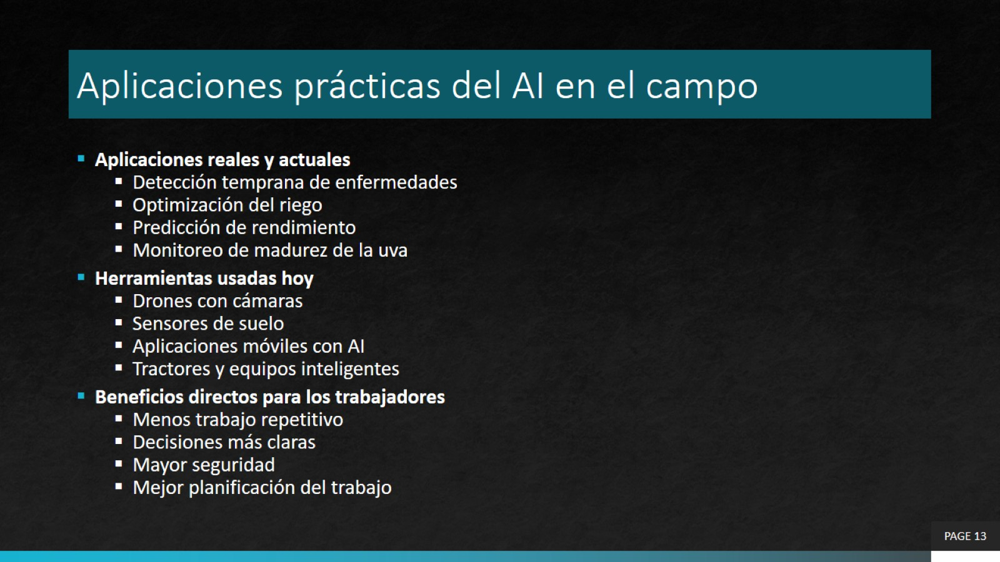 Aplicaciones prácticas del AI en el campo
Aplicaciones reales y actuales
Detección temprana de enfermedades
Optimización del riego
Predicción de rendimiento
Monitoreo de madurez de la uva
Herramientas usadas hoy
Drones con cámaras
Sensores de suelo
Aplicaciones móviles con AI
Tractores y equipos inteligentes
Beneficios directos para los trabajadores
Menos trabajo repetitivo
Decisiones más claras
Mayor seguridad
Mejor planificación del trabajo
PAGE 13